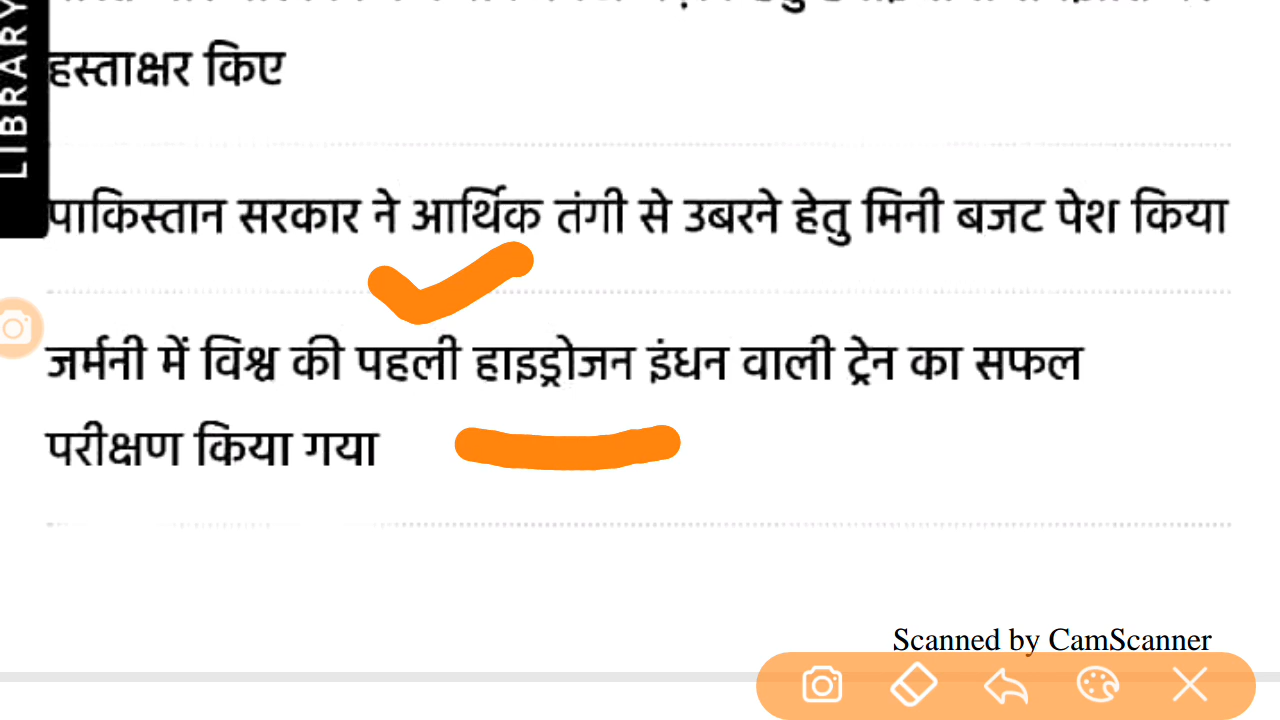 हस्ताक्षर किए
LIBRARY
पाकिस्तान सरकार ने आर्थिक तंगी से उबरने हेतु मिनी बजट पेश किया
जर्मनी में विश्व की पहली हाइड्रोजन इंधन वाली ट्रेन का सफल
परीक्षण किया गया
Scanned by CamScanner